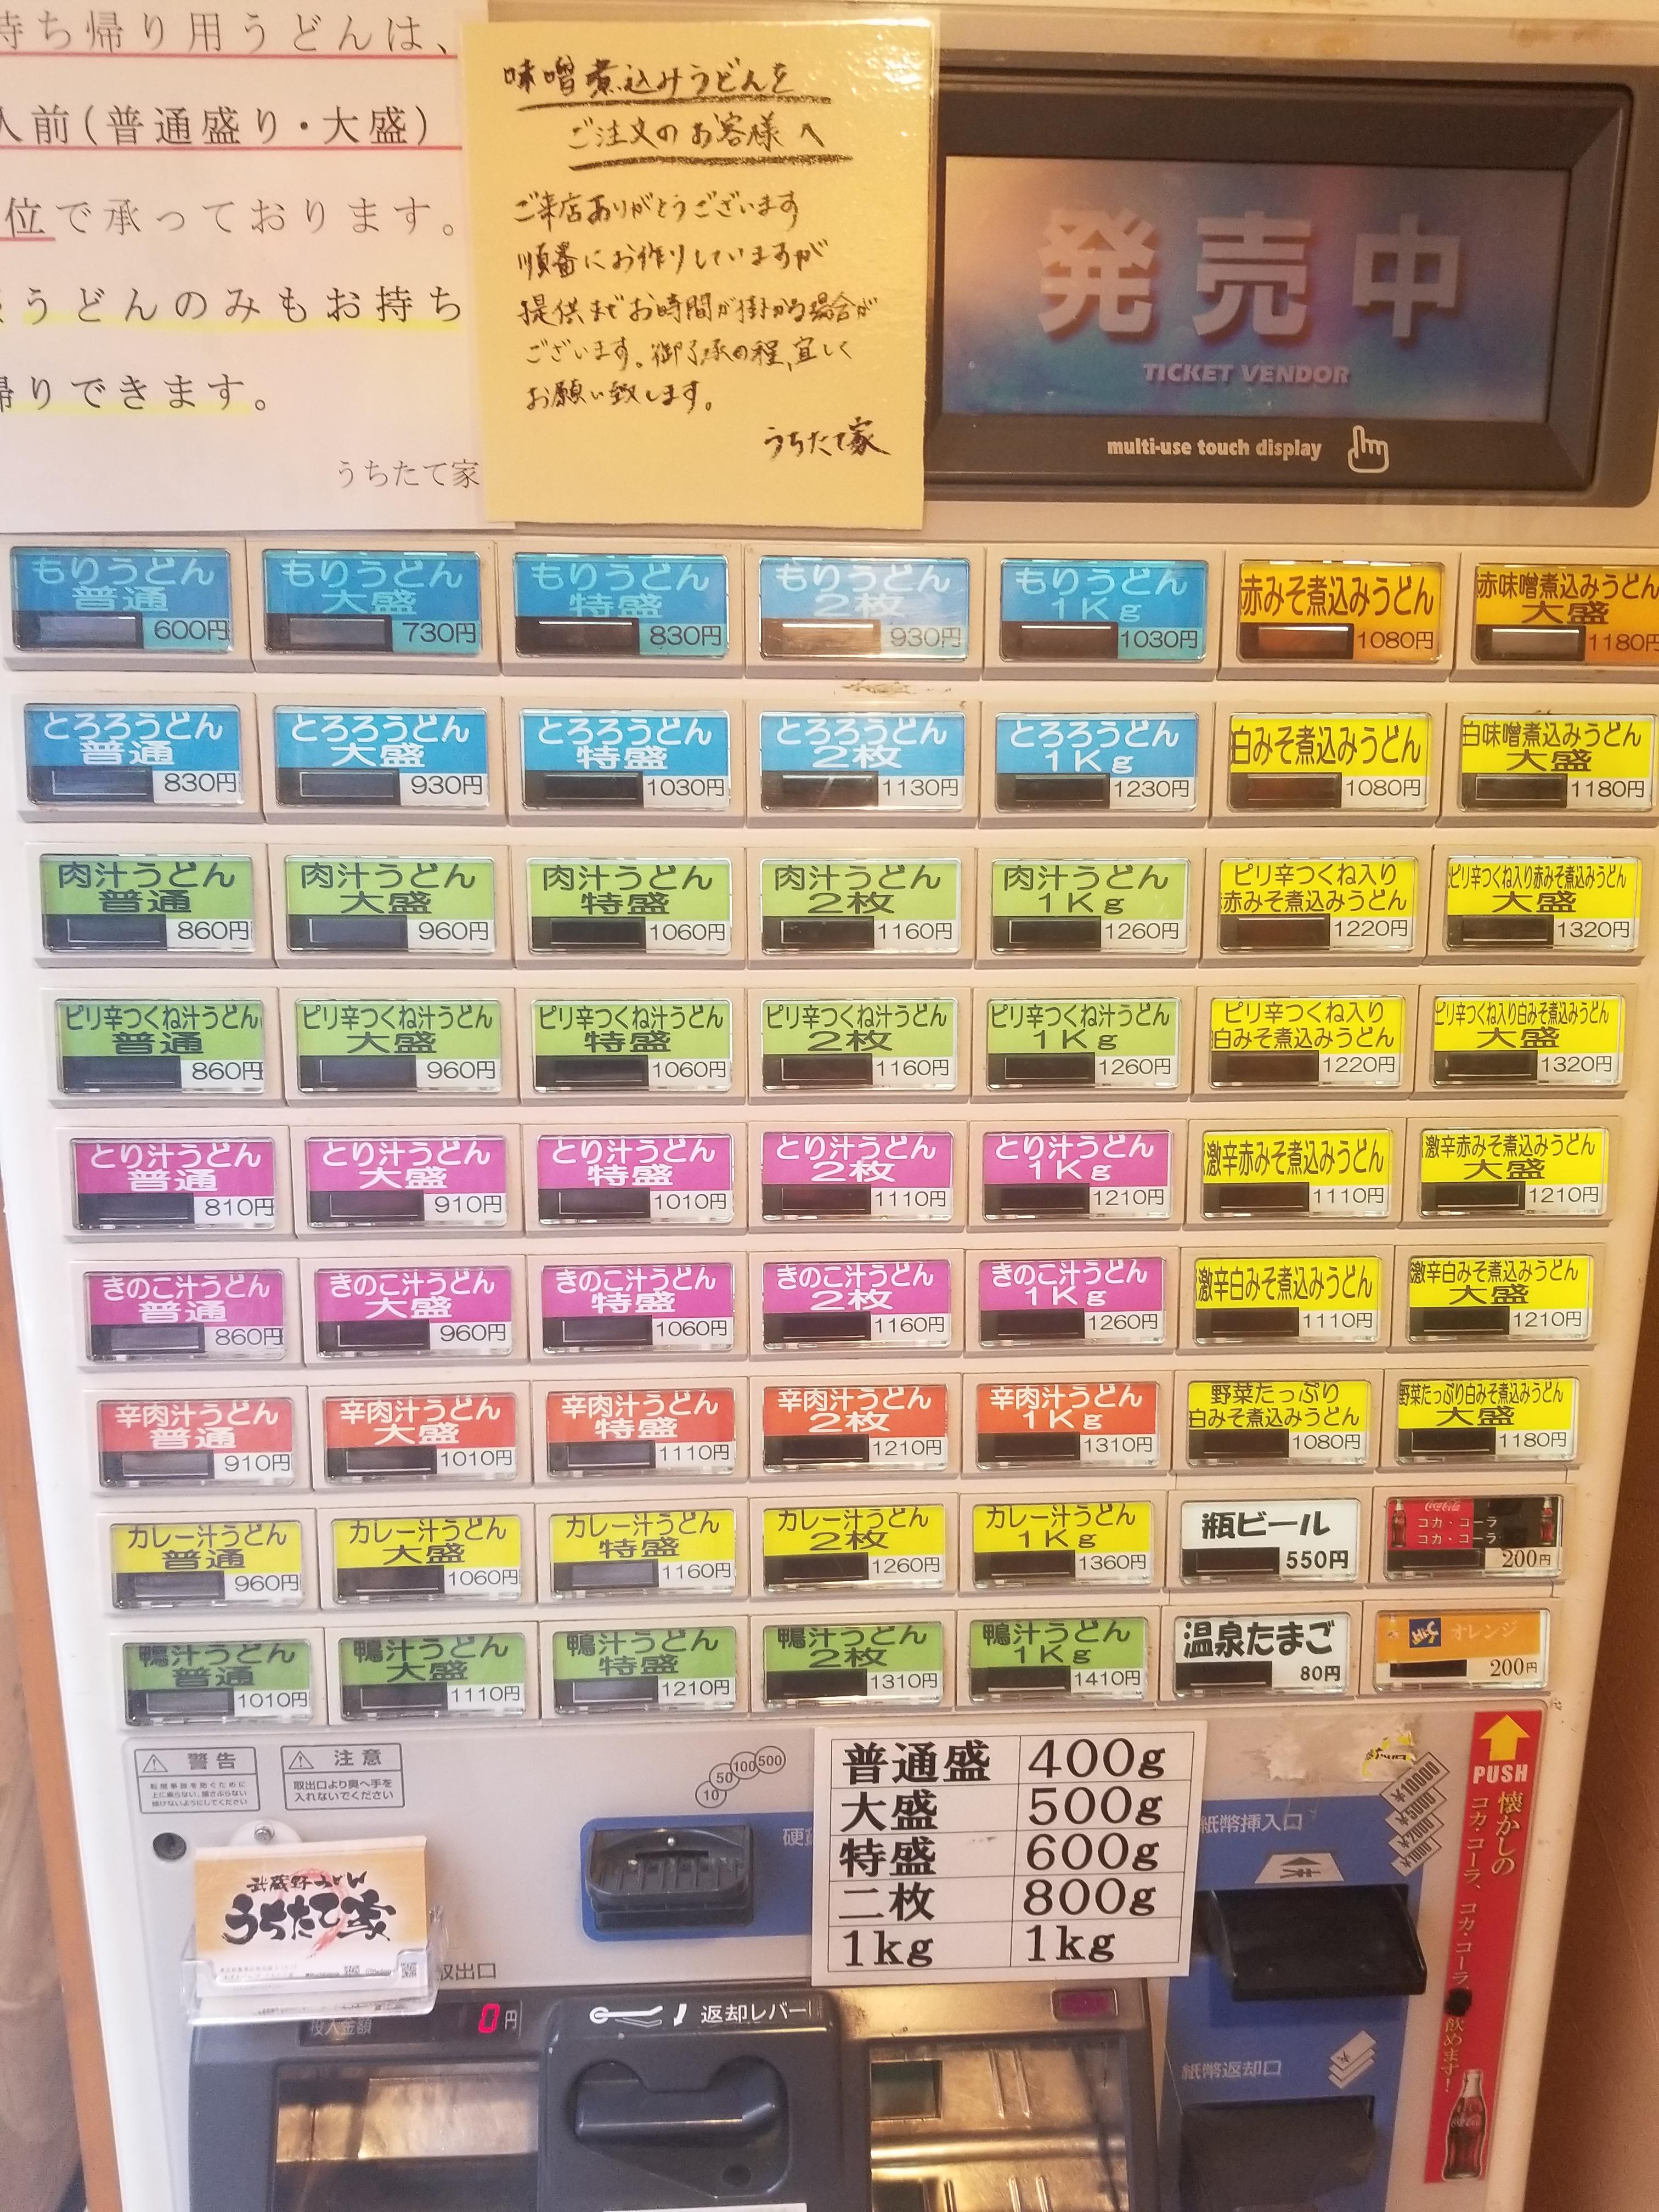 持ち帰り用うどんは、
人前(普通盛り・大盛)
位で承っております。
うどんのみもお持ち
帰りできます。
うちたて家
味噌煮込みうどんを
ご注文のお客様へ
ご来店ありがとうございます
順番にお作りしていますが
提供までお時間が掛かる場合が
ございます。御了承の程、宜しく
お願い致します。
うちたて家
発売中
TICKET VENDOR
multi-use touch display
もりうどん 普通 600円
もりうどん 大盛 730円
もりうどん 特盛 830円
もりうどん 2枚 930円
もりうどん 1Kg 1030円
赤みそ煮込みうどん 1080円
赤味噌煮込みうどん 大盛 1180円
とろろうどん 普通 830円
とろろうどん 大盛 930円
とろろうどん 特盛 1030円
とろろうどん 2枚 1130円
とろろうどん 1Kg 1230円
白みそ煮込みうどん 1080円
白味噌煮込みうどん 大盛 1180円
肉汁うどん 普通 860円
肉汁うどん 大盛 960円
肉汁うどん 特盛 1060円
肉汁うどん 2枚 1160円
肉汁うどん 1Kg 1260円
ピリ辛つくね入り 赤みそ煮込みうどん 1220円
ピリ辛つくね入り赤みそ煮込みうどん 大盛 1320円
ピリ辛つくね汁うどん 普通 860円
ピリ辛つくね汁うどん 大盛 960円
ピリ辛つくね汁うどん 特盛 1060円
ピリ辛つくね汁うどん 2枚 1160円
ピリ辛つくね汁うどん 1Kg 1260円
ピリ辛つくね入り 白みそ煮込みうどん 1220円
ピリ辛つくね入り白みそ煮込みうどん 大盛 1320円
とり汁うどん 普通 810円
とり汁うどん 大盛 910円
とり汁うどん 特盛 1010円
とり汁うどん 2枚 1110円
とり汁うどん 1Kg 1210円
激辛赤みそ煮込みうどん 1110円
激辛赤みそ煮込みうどん 大盛 1210円
きのこ汁うどん 普通 860円
きのこ汁うどん 大盛 960円
きのこ汁うどん 特盛 1060円
きのこ汁うどん 2枚 1160円
きのこ汁うどん 1Kg 1260円
激辛白みそ煮込みうどん 1110円
激辛白みそ煮込みうどん 大盛 1210円
辛肉汁うどん 普通 910円
辛肉汁うどん 大盛 1010円
辛肉汁うどん 特盛 1110円
辛肉汁うどん 2枚 1210円
辛肉汁うどん 1Kg 1310円
野菜たっぷり 白みそ煮込みうどん 1080円
野菜たっぷり白みそ煮込みうどん 大盛 1180円
カレー汁うどん 普通 960円
カレー汁うどん 大盛 1060円
カレー汁うどん 特盛 1160円
カレー汁うどん 2枚 1260円
カレー汁うどん 1Kg 1360円
瓶ビール 550円
コカ・コーラ コカ・コーラ 200円
鴨汁うどん 普通 1010円
鴨汁うどん 大盛 1110円
鴨汁うどん 特盛 1210円
鴨汁うどん 2枚 1310円
鴨汁うどん 1Kg 1410円
温泉たまご 80円
オレンジ 200円
警告
注意
取出口より奥へ手を
入れないでください
10 50 100 500
普通盛 400g
大盛 500g
特盛 600g
二枚 800g
1kg 1kg
紙幣挿入口
PUSH
懐かしの
コカ・コーラ、コカ・コーラ
飲めます!
武蔵野うどん
うちたて家
取出口
投入金額 0円
返却レバー
紙幣返却口